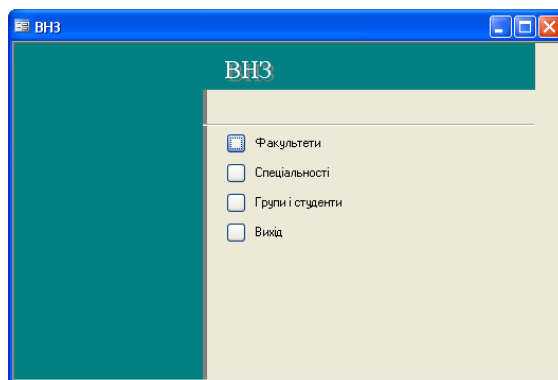 ВНЗ
ВНЗ
Факультети
Спеціальності
Групи і студенти
Вихід